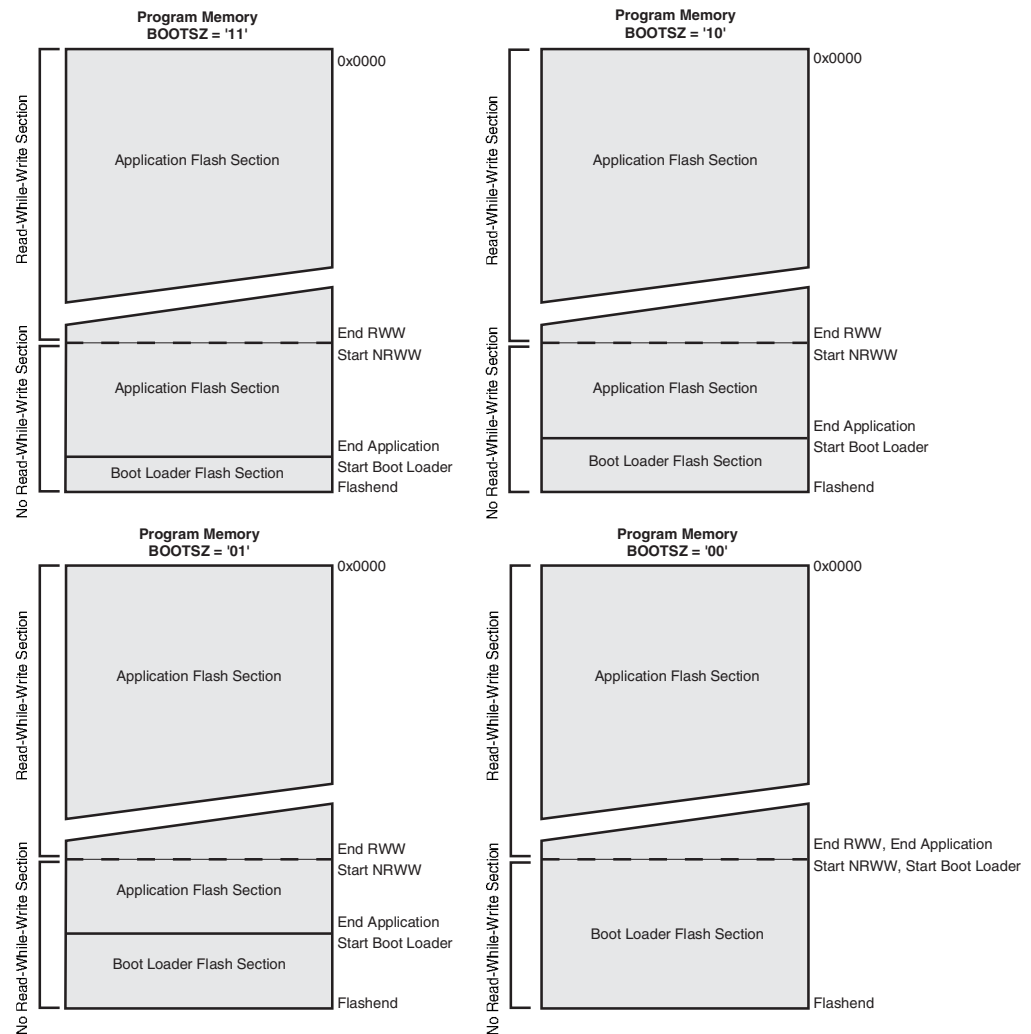 Program Memory
BOOTSZ = '11'
0x0000
Read-While-Write Section
Application Flash Section
End RWW
Start NRWW
No Read-While-Write Section
Application Flash Section
End Application
Start Boot Loader
Boot Loader Flash Section
Flashend
Program Memory
BOOTSZ = '10'
0x0000
Read-While-Write Section
Application Flash Section
End RWW
Start NRWW
No Read-While-Write Section
Application Flash Section
End Application
Start Boot Loader
Boot Loader Flash Section
Flashend
Program Memory
BOOTSZ = '01'
0x0000
Read-While-Write Section
Application Flash Section
End RWW
Start NRWW
No Read-While-Write Section
Application Flash Section
End Application
Start Boot Loader
Boot Loader Flash Section
Flashend
Program Memory
BOOTSZ = '00'
0x0000
Read-While-Write Section
Application Flash Section
End RWW, End Application
Start NRWW, Start Boot Loader
No Read-While-Write Section
Boot Loader Flash Section
Flashend